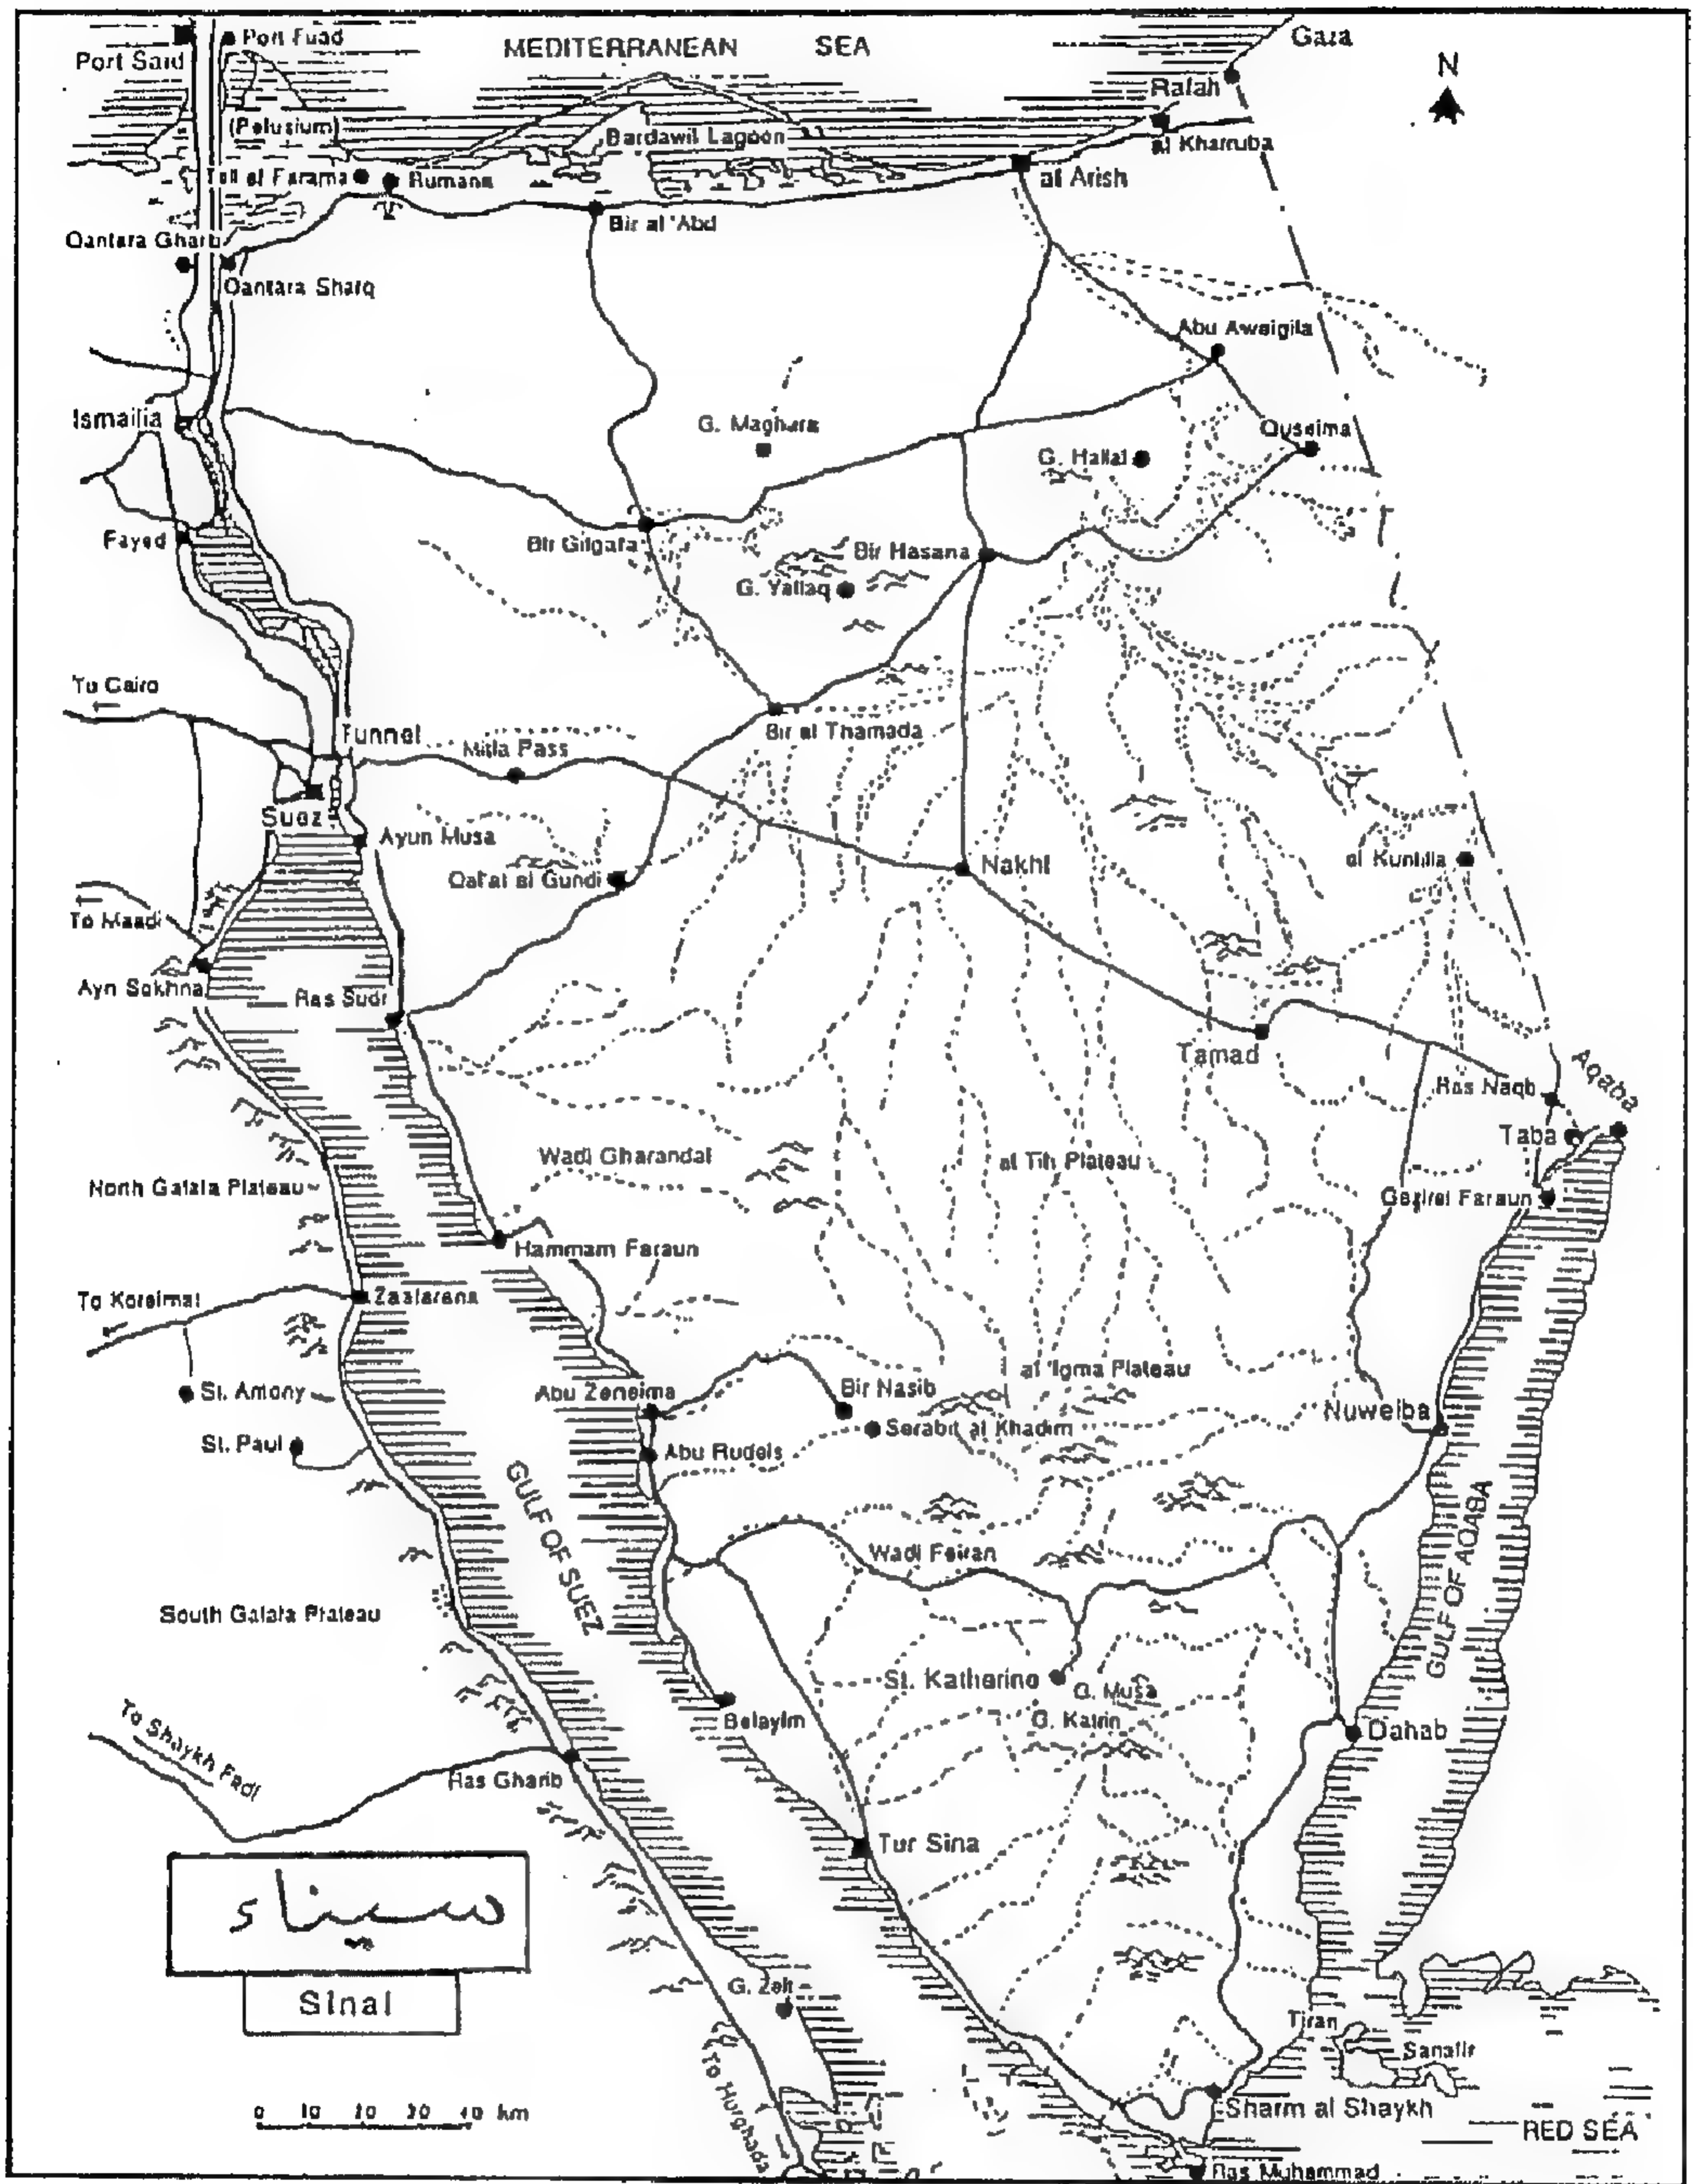 Port Said
Port Fuad
MEDITERRANEAN SEA
Gaza
N
Rafah
(Pelusium)
Bardawil Lagoon
al Kharruba
Tell el Farama
Rumana
al Arish
Bir al 'Abd
Qantara Gharb
Qantara Sharq
Abu Aweigila
Ismailia
G. Maghara
Quseima
G. Hallal
Fayed
Bir Gilgafa
Bir Hasana
G. Yallaq
To Cairo
Tunnel
Mitla Pass
Bir al Thamada
Suez
Ayun Musa
Qal'at al Gundi
Nakhl
al Kuntilla
To Maadi
Ayn Sokhna
Ras Sudr
Tamad
Aqaba
Ras Naqb
Taba
Wadi Gharandal
al Tih Plateau
North Galala Plateau
Geziret Faraun
Hammam Faraun
To Koreimat
Zaafarana
al 'Igma Plateau
St. Antony
Abu Zeneima
Bir Nasib
Nuweiba
Serabit al Khadim
St. Paul
Abu Rudeis
GULF OF SUEZ
GULF OF AQABA
Wadi Feiran
South Galala Plateau
St. Katherine
G. Musa
G. Katrin
Belayim
Dahab
To Shaykh Fadl
Ras Gharib
Tur Sina
سيناء
Sinai
G. Zeit
Tiran
Sanafir
To Hurghada
0 10 20 30 40 km
Sharm al Shaykh
RED SEA
Ras Muhammad